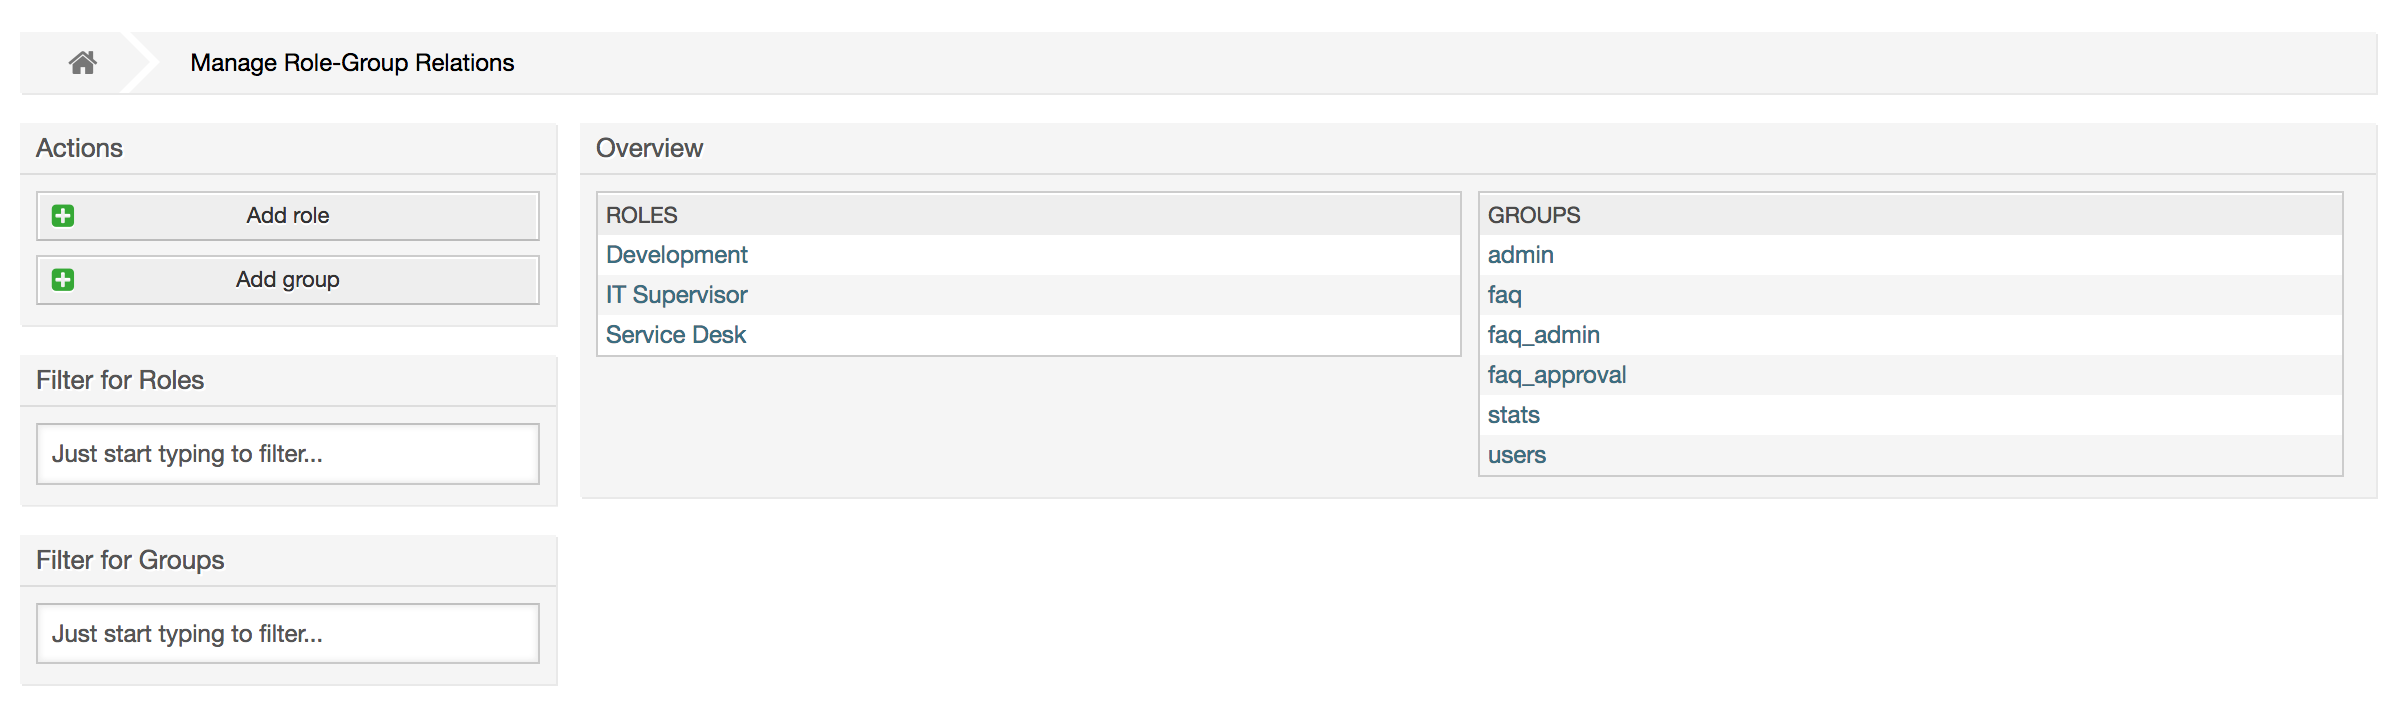 Manage Role-Group Relations
Actions
Add role
Add group
Filter for Roles
Just start typing to filter...
Filter for Groups
Just start typing to filter...
Overview
ROLES
Development
IT Supervisor
Service Desk
GROUPS
admin
faq
faq_admin
faq_approval
stats
users